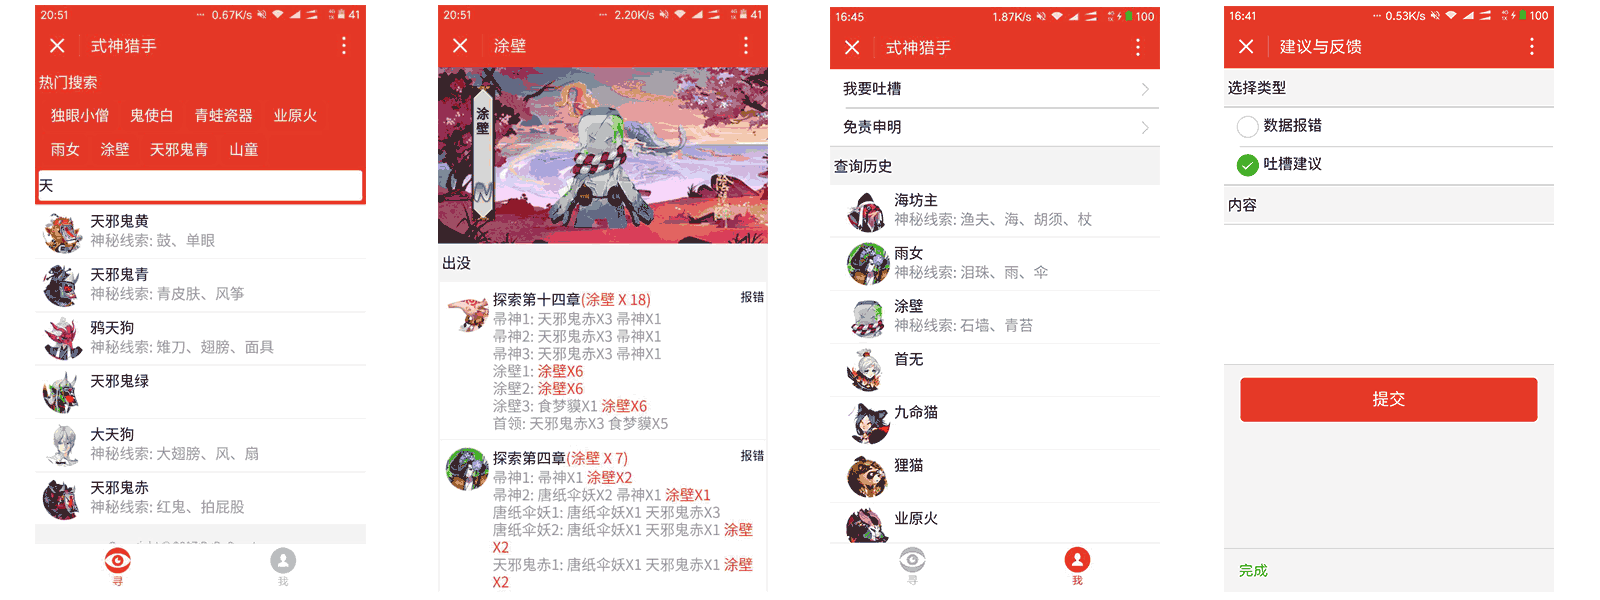 20:51
0.67K/s
41
式神猎手
热门搜索
独眼小僧 鬼使白 青蛙瓷器 业原火
雨女 涂壁 天邪鬼青 山童
天
天邪鬼黄
神秘线索: 鼓、单眼
天邪鬼青
神秘线索: 青皮肤、风筝
鸦天狗
神秘线索: 雉刀、翅膀、面具
天邪鬼绿
大天狗
神秘线索: 大翅膀、风、扇
天邪鬼赤
神秘线索: 红鬼、拍屁股
寻
我
20:51
2.20K/s
41
涂壁
涂壁
出没
探索第十四章(涂壁 X 18)
报错
帚神1: 天邪鬼赤X3 帚神X1
帚神2: 天邪鬼赤X3 帚神X1
帚神3: 天邪鬼赤X3 帚神X1
涂壁1: 涂壁X6
涂壁2: 涂壁X6
涂壁3: 食梦貘X1 涂壁X6
首领: 天邪鬼赤X3 食梦貘X5
探索第四章(涂壁 X 7)
报错
帚神1: 帚神X1 涂壁X2
帚神2: 唐纸伞妖X2 帚神X1 涂壁X1
唐纸伞妖1: 唐纸伞妖X1 天邪鬼赤X3
唐纸伞妖2: 唐纸伞妖X1 天邪鬼赤X1 涂壁
X2
天邪鬼赤1: 唐纸伞妖X1 天邪鬼赤X1 涂壁
X2
16:45
1.87K/s
100
式神猎手
我要吐槽
免责申明
查询历史
海坊主
神秘线索: 渔夫、海、胡须、杖
雨女
神秘线索: 泪珠、雨、伞
涂壁
神秘线索: 石墙、青苔
首无
九命猫
狸猫
业原火
寻
我
16:41
0.53K/s
100
建议与反馈
选择类型
数据报错
吐槽建议
内容
提交
完成